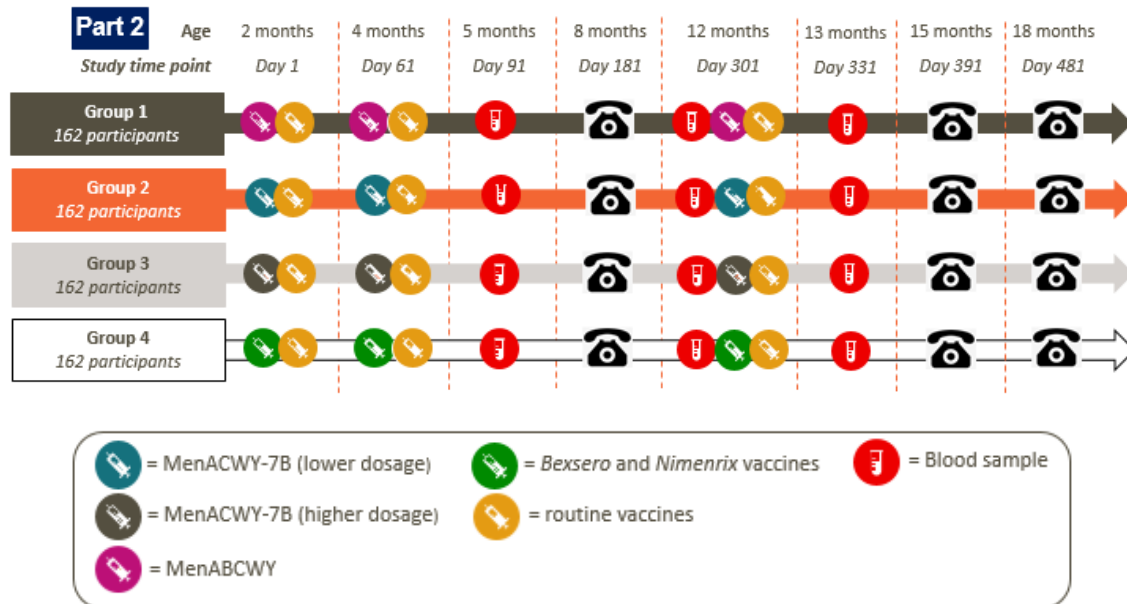 Part 2 Age 2 months 4 months 5 months 8 months 12 months 13 months 15 months 18 months
Study time point Day 1 Day 61 Day 91 Day 181 Day 301 Day 331 Day 391 Day 481
Group 1
162 participants
Group 2
162 participants
Group 3
162 participants
Group 4
162 participants
= MenACWY-7B (lower dosage) = Bexsero and Nimenrix vaccines = Blood sample
= MenACWY-7B (higher dosage) = routine vaccines
= MenABCWY